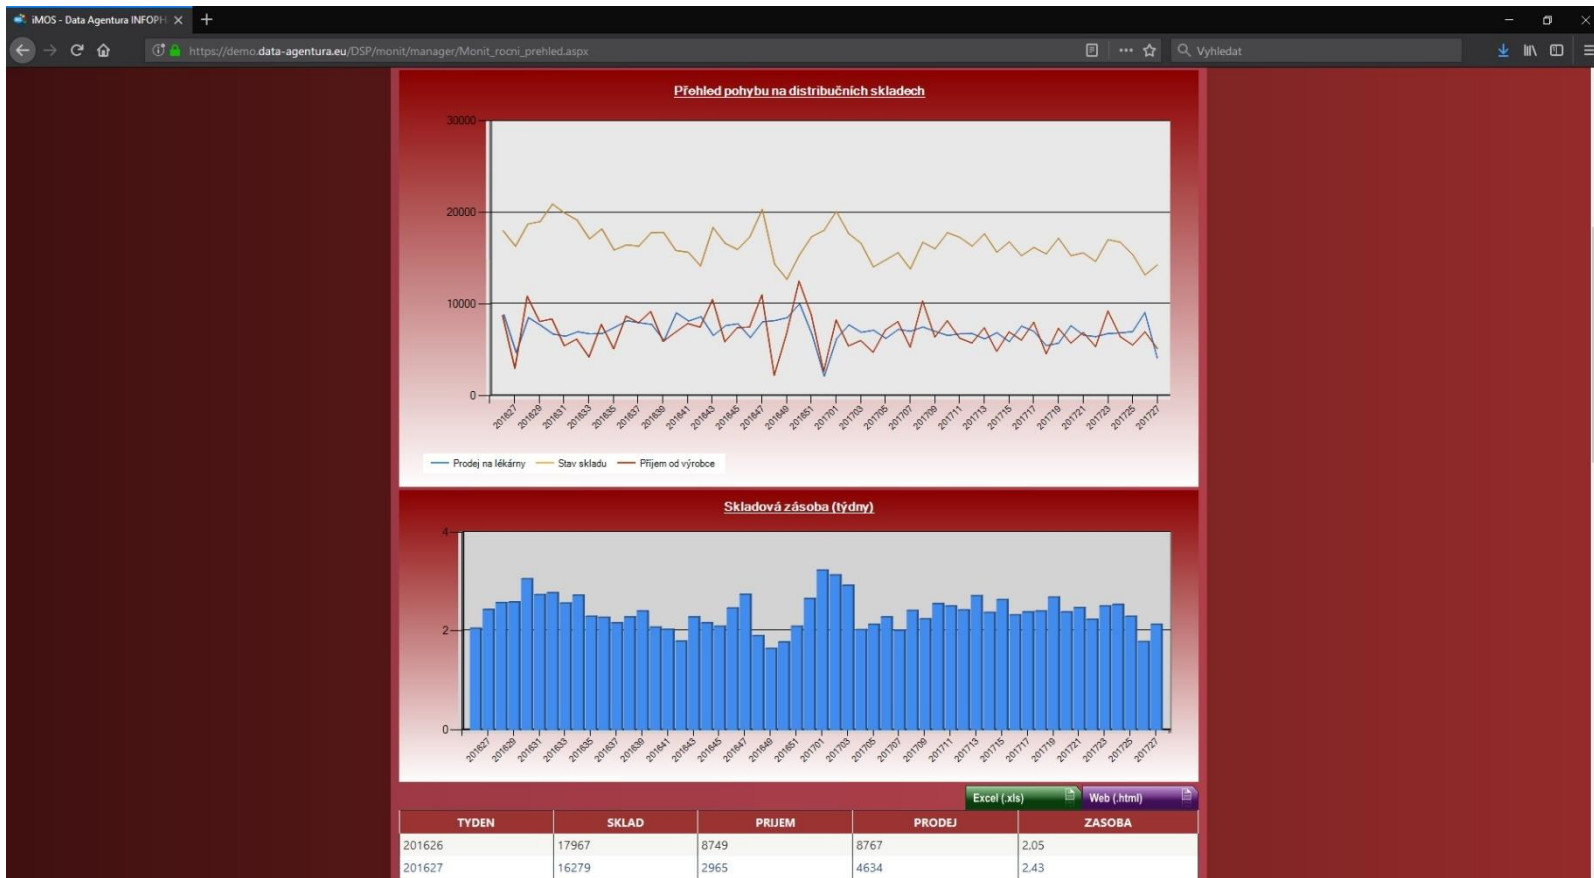 iMOS - Data Agentura INFOPH
https://demo.data-agentura.eu/DSP/monit/manager/Monit_rocni_prehled.aspx
Vyhledat
Přehled pohybu na distribučních skladech
30000
20000
10000
0
201627 201629 201631 201633 201635 201637 201639 201641 201643 201645 201647 201649 201651 201701 201703 201705 201707 201709 201711 201713 201715 201717 201719 201721 201723 201725 201727
Prodej na lékárny Stav skladu Příjem od výrobce
Skladová zásoba (týdny)
4
2
0
201627 201629 201631 201633 201635 201637 201639 201641 201643 201645 201647 201649 201651 201701 201703 201705 201707 201709 201711 201713 201715 201717 201719 201721 201723 201725 201727
Excel (.xls) Web (.html)
TYDEN SKLAD PRIJEM PRODEJ ZASOBA
201626 17967 8749 8767 2,05
201627 16279 2965 4634 2,43